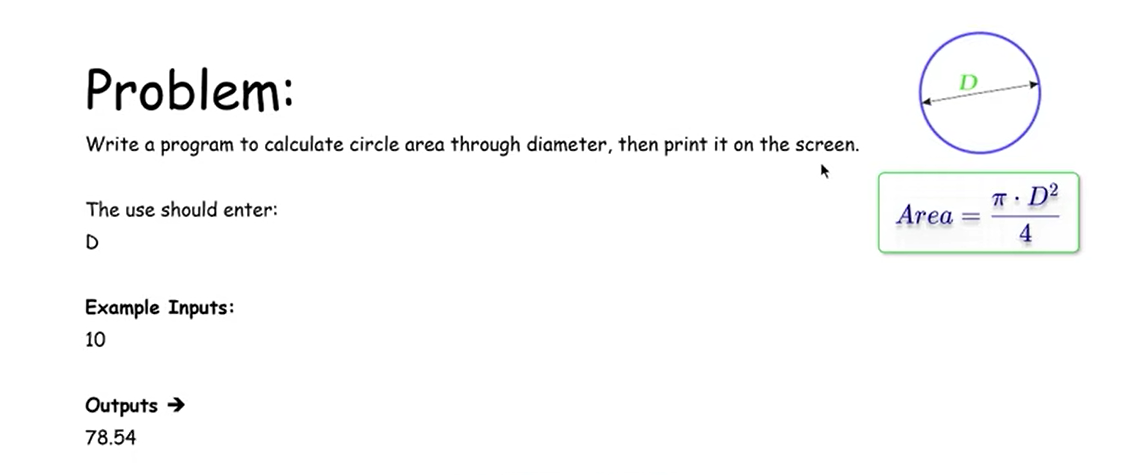 Problem:
Write a program to calculate circle area through diameter, then print it on the screen.
The use should enter:
D
Example Inputs:
10
Outputs →
78.54
D
Area = π · D² / 4